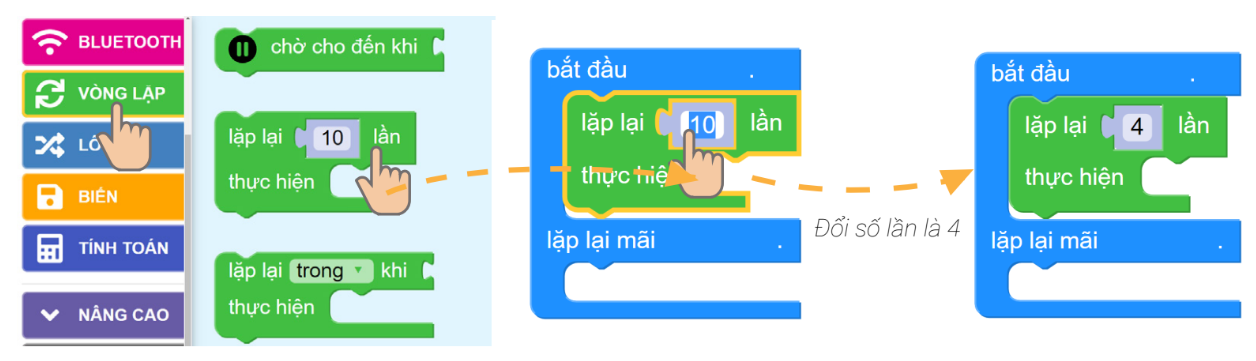 BLUETOOTH
VÒNG LẶP
LÓ
BIẾN
TÍNH TOÁN
NÂNG CAO
chờ cho đến khi
lặp lại 10 lần
thực hiện
lặp lại trong khi
thực hiện
bắt đầu .
lặp lại 10 lần
thực hiệ
lặp lại mãi .
Đổi số lần là 4
bắt đầu .
lặp lại 4 lần
thực hiện
lặp lại mãi .